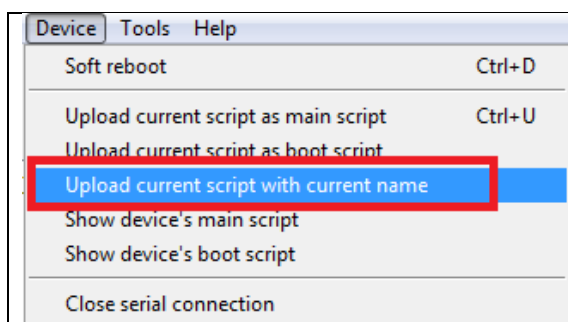 Device Tools Help
Soft reboot Ctrl+D
Upload current script as main script Ctrl+U
Upload current script as boot script
Upload current script with current name
Show device's main script
Show device's boot script
Close serial connection